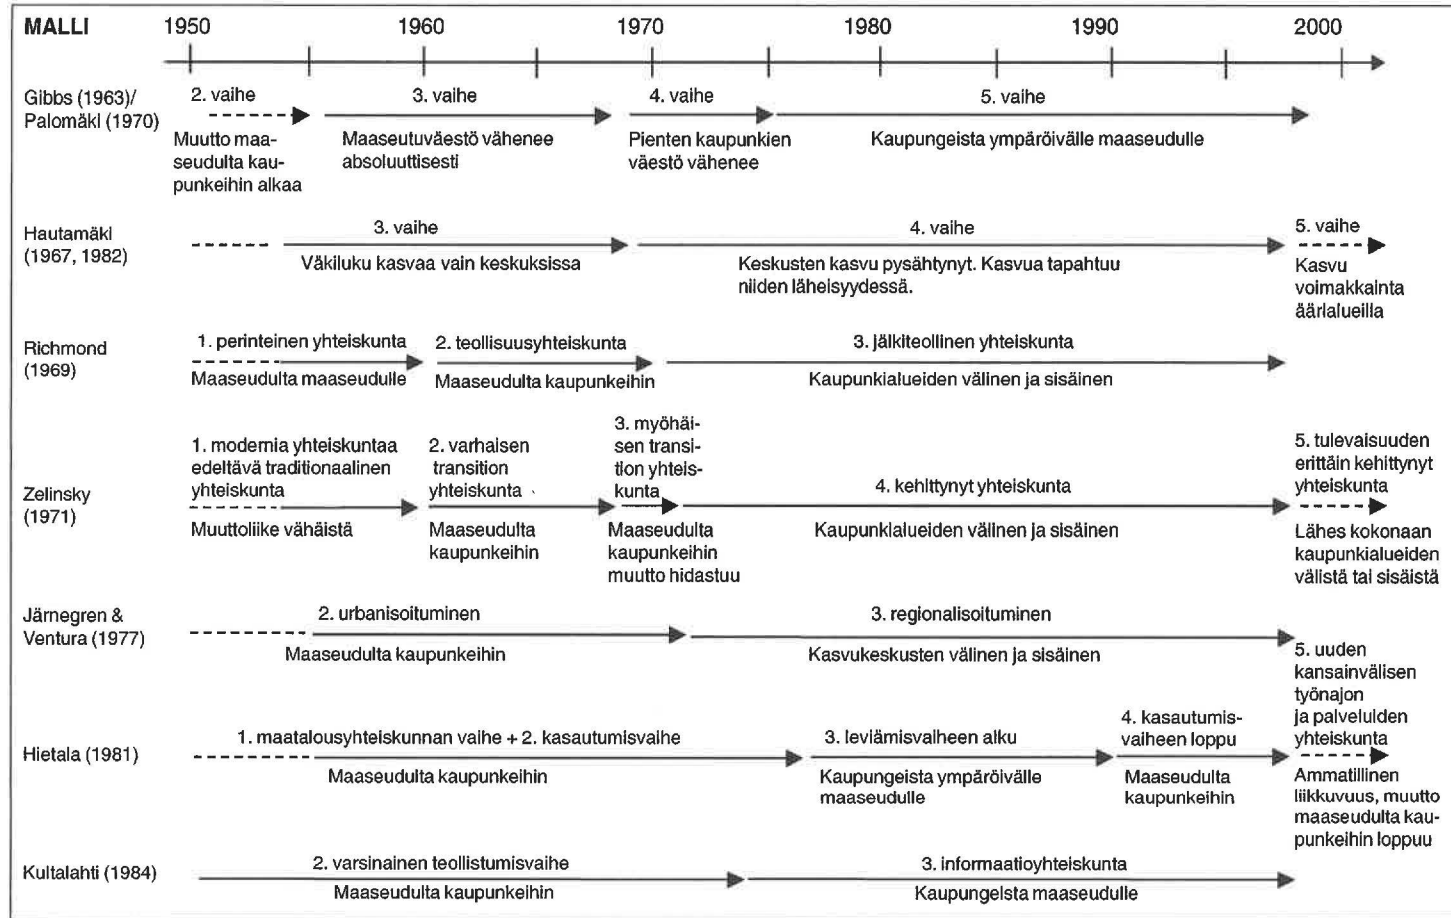 MALLI 1950 1960 1970 1980 1990 2000
Gibbs (1963)/
Palomäkl (1970)
2. vaihe
Muutto maa-
seudulta kau-
punkeihin alkaa
3. vaihe
Maaseutuväestö vähenee
absoluuttisesti
4. vaihe
Pienten kaupunkien
väestö vähenee
5. vaihe
Kaupungeista ympäröivälle maaseudulle
Hautamäkl
(1967, 1982)
3. vaihe
Väkiluku kasvaa vain keskuksissa
4. vaihe
Keskusten kasvu pysähtynyt. Kasvua tapahtuu
niiden läheisyydessä.
5. vaihe
Kasvu
voimakkainta
äärialueilla
Richmond
(1969)
1. perinteinen yhteiskunta
Maaseudulta maaseudulle
2. teollisuusyhteiskunta
Maaseudulta kaupunkeihin
3. jälkiteollinen yhteiskunta
Kaupunkialueiden välinen ja sisäinen
Zelinsky
(1971)
1. modernia yhteiskuntaa
edeltävä traditionaalinen
yhteiskunta
Muuttoliike vähäistä
2. varhaisen
transition
yhteiskunta
Maaseudulta
kaupunkeihin
3. myöhäi-
sen transi-
tion yhteis-
kunta
Maaseudulta
kaupunkeihin
muutto hidastuu
4. kehittynyt yhteiskunta
Kaupunkialueiden välinen ja sisäinen
5. tulevaisuuden
erittäin kehittynyt
yhteiskunta
Lähes kokonaan
kaupunkialueiden
välistä tai sisäistä
Järnegren &
Ventura (1977)
2. urbanisoituminen
Maaseudulta kaupunkeihin
3. regionalisoituminen
Kasvukeskusten välinen ja sisäinen
Hietala (1981)
1. maatalousyhteiskunnan vaihe + 2. kasautumisvaihe
Maaseudulta kaupunkeihin
3. leviämisvaiheen alku
Kaupungeista ympäröivälle
maaseudulle
4. kasautumis-
vaiheen loppu
Maaseudulta
kaupunkeihin
5. uuden
kansainvälisen
työnajon
ja palveluiden
yhteiskunta
Ammatillinen
liikkuvuus, muutto
maaseudulta kau-
punkeihin loppuu
Kultalahti (1984)
2. varsinainen teollistumisvaihe
Maaseudulta kaupunkeihin
3. informaatioyhteiskunta
Kaupungeista maaseudulle